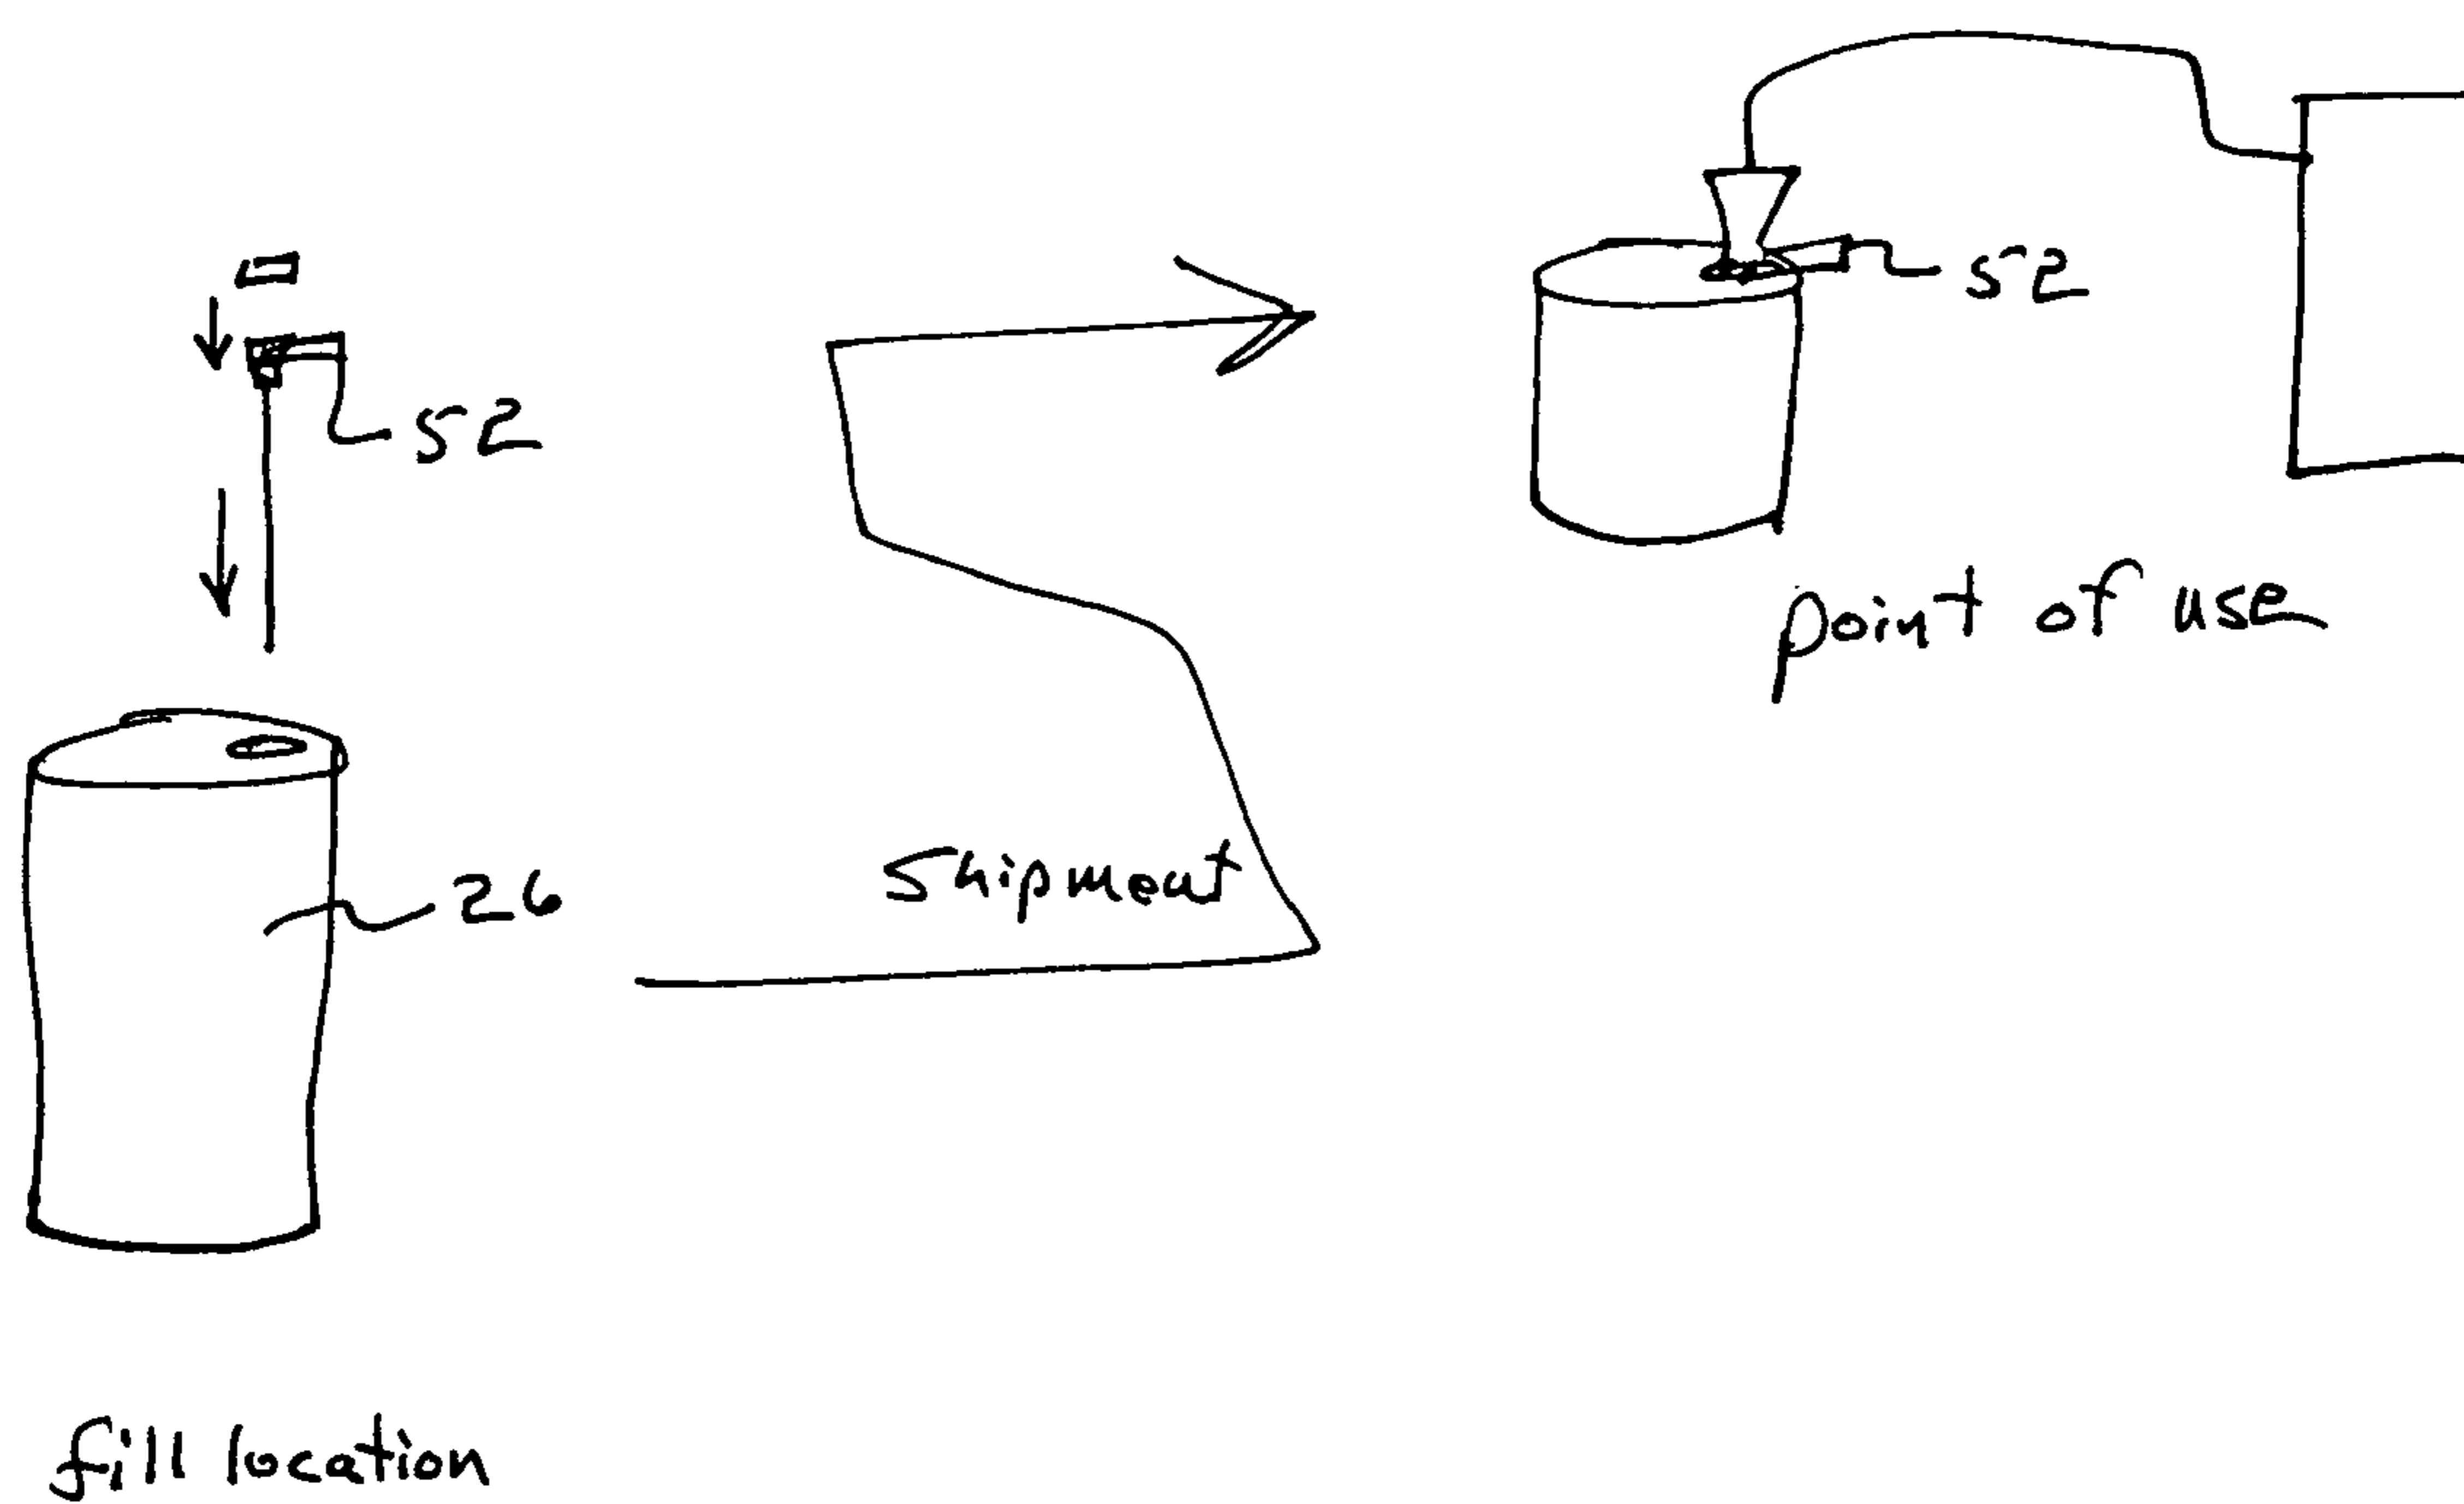 52
52
point of use
26
Shipment
fill location